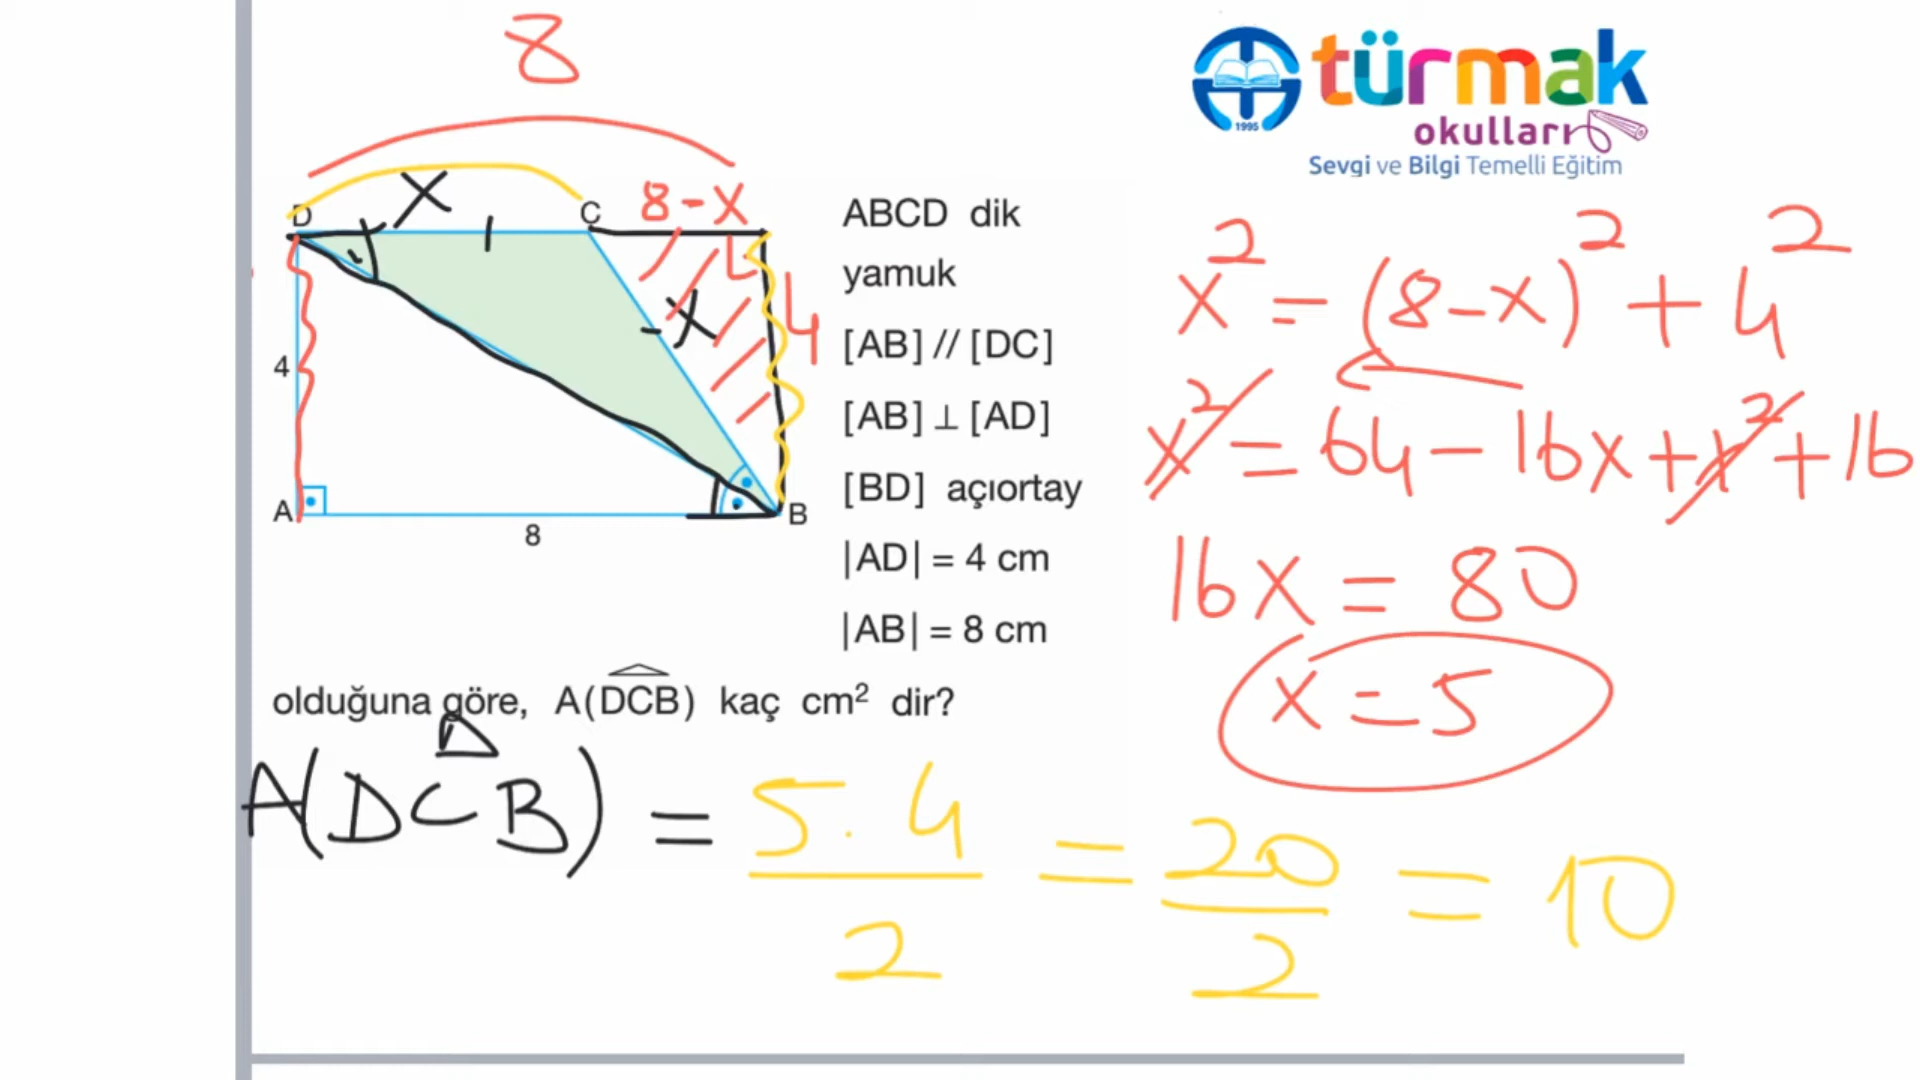 8
türmak
okulları
1995
Sevgi ve Bilgi Temelli Eğitim
D
x
C
8-x
4
x
4
A
8
B
ABCD dik
yamuk
[AB] // [DC]
[AB] ⊥ [AD]
[BD] açıortay
|AD| = 4 cm
|AB| = 8 cm
olduğuna göre, A(DCB) kaç cm² dir?
x² = (8-x)² + 4²
x² = 64 - 16x + x² + 16
16x = 80
x = 5
A(DCB) = 5.4/2 = 20/2 = 10